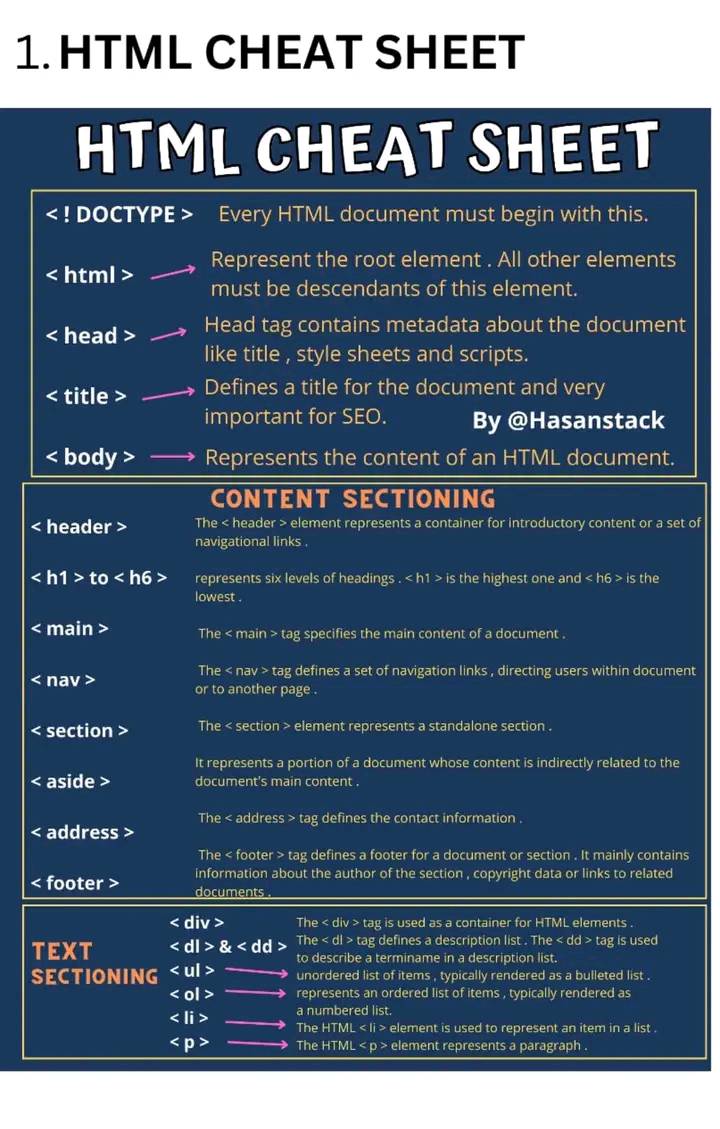 1. HTML CHEAT SHEET
HTML CHEAT SHEET
< ! DOCTYPE > Every HTML document must begin with this.
< html > Represent the root element . All other elements
must be descendants of this element.
< head > Head tag contains metadata about the document
like title , style sheets and scripts.
< title > Defines a title for the document and very
important for SEO.
By @Hasanstack
< body > Represents the content of an HTML document.
CONTENT SECTIONING
< header > The < header > element represents a container for introductory content or a set of
navigational links .
< h1 > to < h6 > represents six levels of headings . < h1 > is the highest one and < h6 > is the
lowest .
< main > The < main > tag specifies the main content of a document .
< nav > The < nav > tag defines a set of navigation links , directing users within document
or to another page .
< section > The < section > element represents a standalone section .
< aside > It represents a portion of a document whose content is indirectly related to the
document's main content .
< address > The < address > tag defines the contact information .
< footer > The < footer > tag defines a footer for a document or section . It mainly contains
information about the author of the section , copyright data or links to related
documents .
TEXT
SECTIONING
< div > The < div > tag is used as a container for HTML elements .
< dl > & < dd > The < dl > tag defines a description list . The < dd > tag is used
to describe a terminame in a description list.
< ul > unordered list of items , typically rendered as a bulleted list .
< ol > represents an ordered list of items , typically rendered as
a numbered list.
< li > The HTML < li > element is used to represent an item in a list .
< p > The HTML < p > element represents a paragraph .